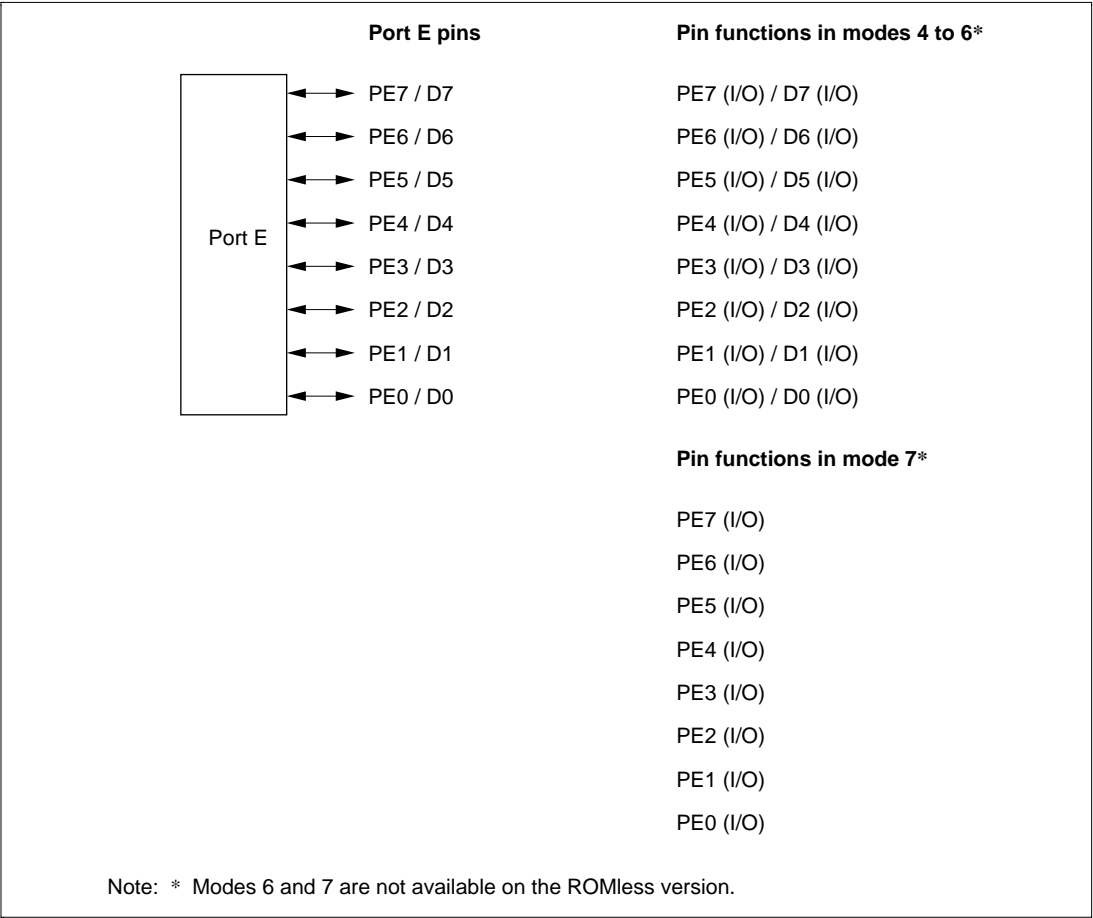 Port E pins Pin functions in modes 4 to 6*
PE7 / D7 PE7 (I/O) / D7 (I/O)
PE6 / D6 PE6 (I/O) / D6 (I/O)
PE5 / D5 PE5 (I/O) / D5 (I/O)
PE4 / D4 PE4 (I/O) / D4 (I/O)
Port E
PE3 / D3 PE3 (I/O) / D3 (I/O)
PE2 / D2 PE2 (I/O) / D2 (I/O)
PE1 / D1 PE1 (I/O) / D1 (I/O)
PE0 / D0 PE0 (I/O) / D0 (I/O)
Pin functions in mode 7*
PE7 (I/O)
PE6 (I/O)
PE5 (I/O)
PE4 (I/O)
PE3 (I/O)
PE2 (I/O)
PE1 (I/O)
PE0 (I/O)
Note: * Modes 6 and 7 are not available on the ROMless version.